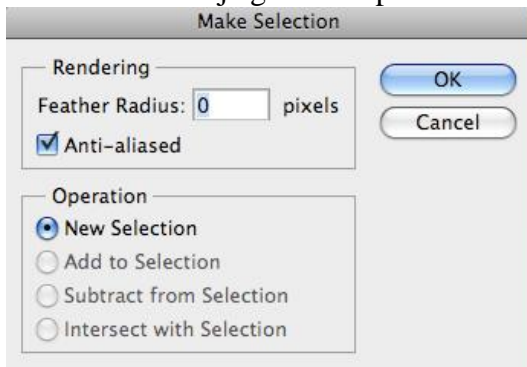 Make Selection
Rendering
Feather Radius: 0 pixels
Anti-aliased
OK
Cancel
Operation
New Selection
Add to Selection
Subtract from Selection
Intersect with Selection